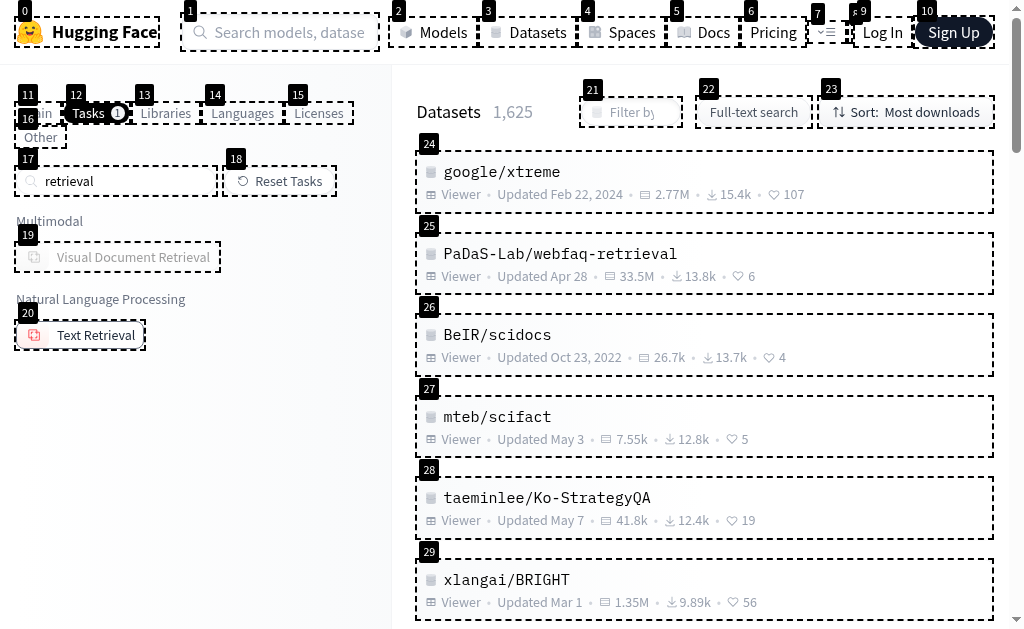 0 1 2 3 4 5 6 7 8 9 10
Hugging Face Search models, datase Models Datasets Spaces Docs Pricing Log In Sign Up
11 12 13 14 15
Tasks 1 Libraries Languages Licenses
16
Other
17 18
retrieval Reset Tasks
Multimodal
19
Visual Document Retrieval
Natural Language Processing
20
Text Retrieval
21 22 23
Datasets 1,625 Filter by Full-text search Sort: Most downloads
24
google/xtreme
Viewer • Updated Feb 22, 2024 • 2.77M • 15.4k • 107
25
PaDaS-Lab/webfaq-retrieval
Viewer • Updated Apr 28 • 33.5M • 13.8k • 6
26
BeIR/scidocs
Viewer • Updated Oct 23, 2022 • 26.7k • 13.7k • 4
27
mteb/scifact
Viewer • Updated May 3 • 7.55k • 12.8k • 5
28
taeminlee/Ko-StrategyQA
Viewer • Updated May 7 • 41.8k • 12.4k • 19
29
xlangai/BRIGHT
Viewer • Updated Mar 1 • 1.35M • 9.89k • 56